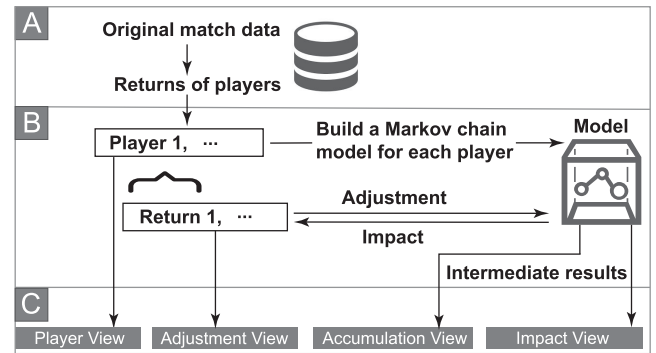 A
Original match data
Returns of players
B
Player 1, ...
Build a Markov chain
model for each player
Model
Return 1, ...
Adjustment
Impact
Intermediate results
C
Player View
Adjustment View
Accumulation View
Impact View